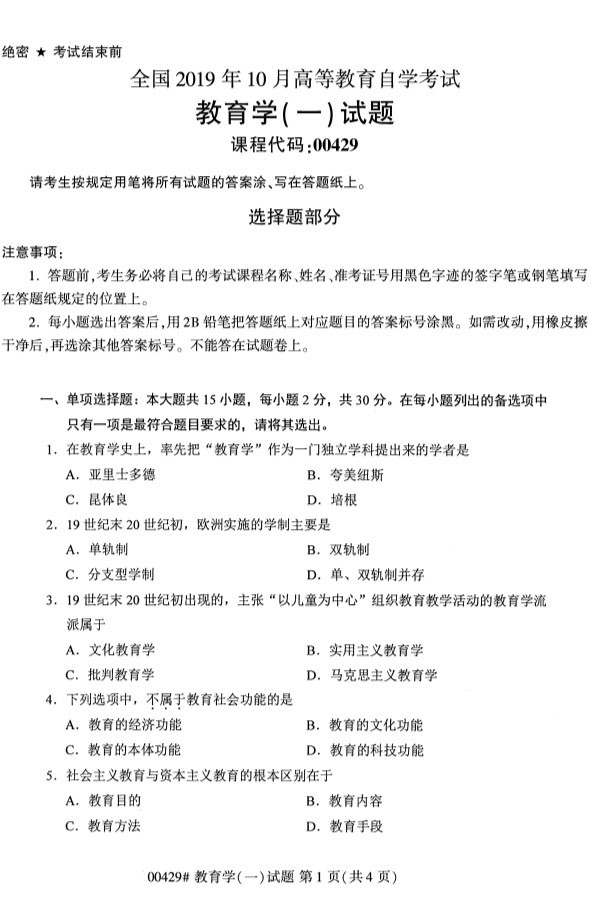 绝密 ★ 考试结束前
全国 2019 年 10 月高等教育自学考试
教育学(一)试题
课程代码:00429
请考生按规定用笔将所有试题的答案涂、写在答题纸上。
选择题部分
注意事项:
1. 答题前,考生务必将自己的考试课程名称、姓名、准考证号用黑色字迹的签字笔或钢笔填写
在答题纸规定的位置上。
2. 每小题选出答案后,用 2B 铅笔把答题纸上对应题目的答案标号涂黑。如需改动,用橡皮擦
干净后,再选涂其他答案标号。不能答在试题卷上。
一、单项选择题：本大题共 15 小题，每小题 2 分，共 30 分。在每小题列出的备选项中
只有一项是最符合题目要求的，请将其选出。
1．在教育学史上，率先把“教育学”作为一门独立学科提出来的学者是
A．亚里士多德 B．夸美纽斯
C．昆体良 D．培根
2．19 世纪末 20 世纪初，欧洲实施的学制主要是
A．单轨制 B．双轨制
C．分支型学制 D．单、双轨制并存
3．19 世纪末 20 世纪初出现的，主张“以儿童为中心”组织教育教学活动的教育学流
派属于
A．文化教育学 B．实用主义教育学
C．批判教育学 D．马克思主义教育学
4．下列选项中，不属于教育社会功能的是
A．教育的经济功能 B．教育的文化功能
C．教育的本体功能 D．教育的科技功能
5．社会主义教育与资本主义教育的根本区别在于
A．教育目的 B．教育内容
C．教育方法 D．教育手段
00429# 教育学(一)试题 第 1 页(共 4 页)